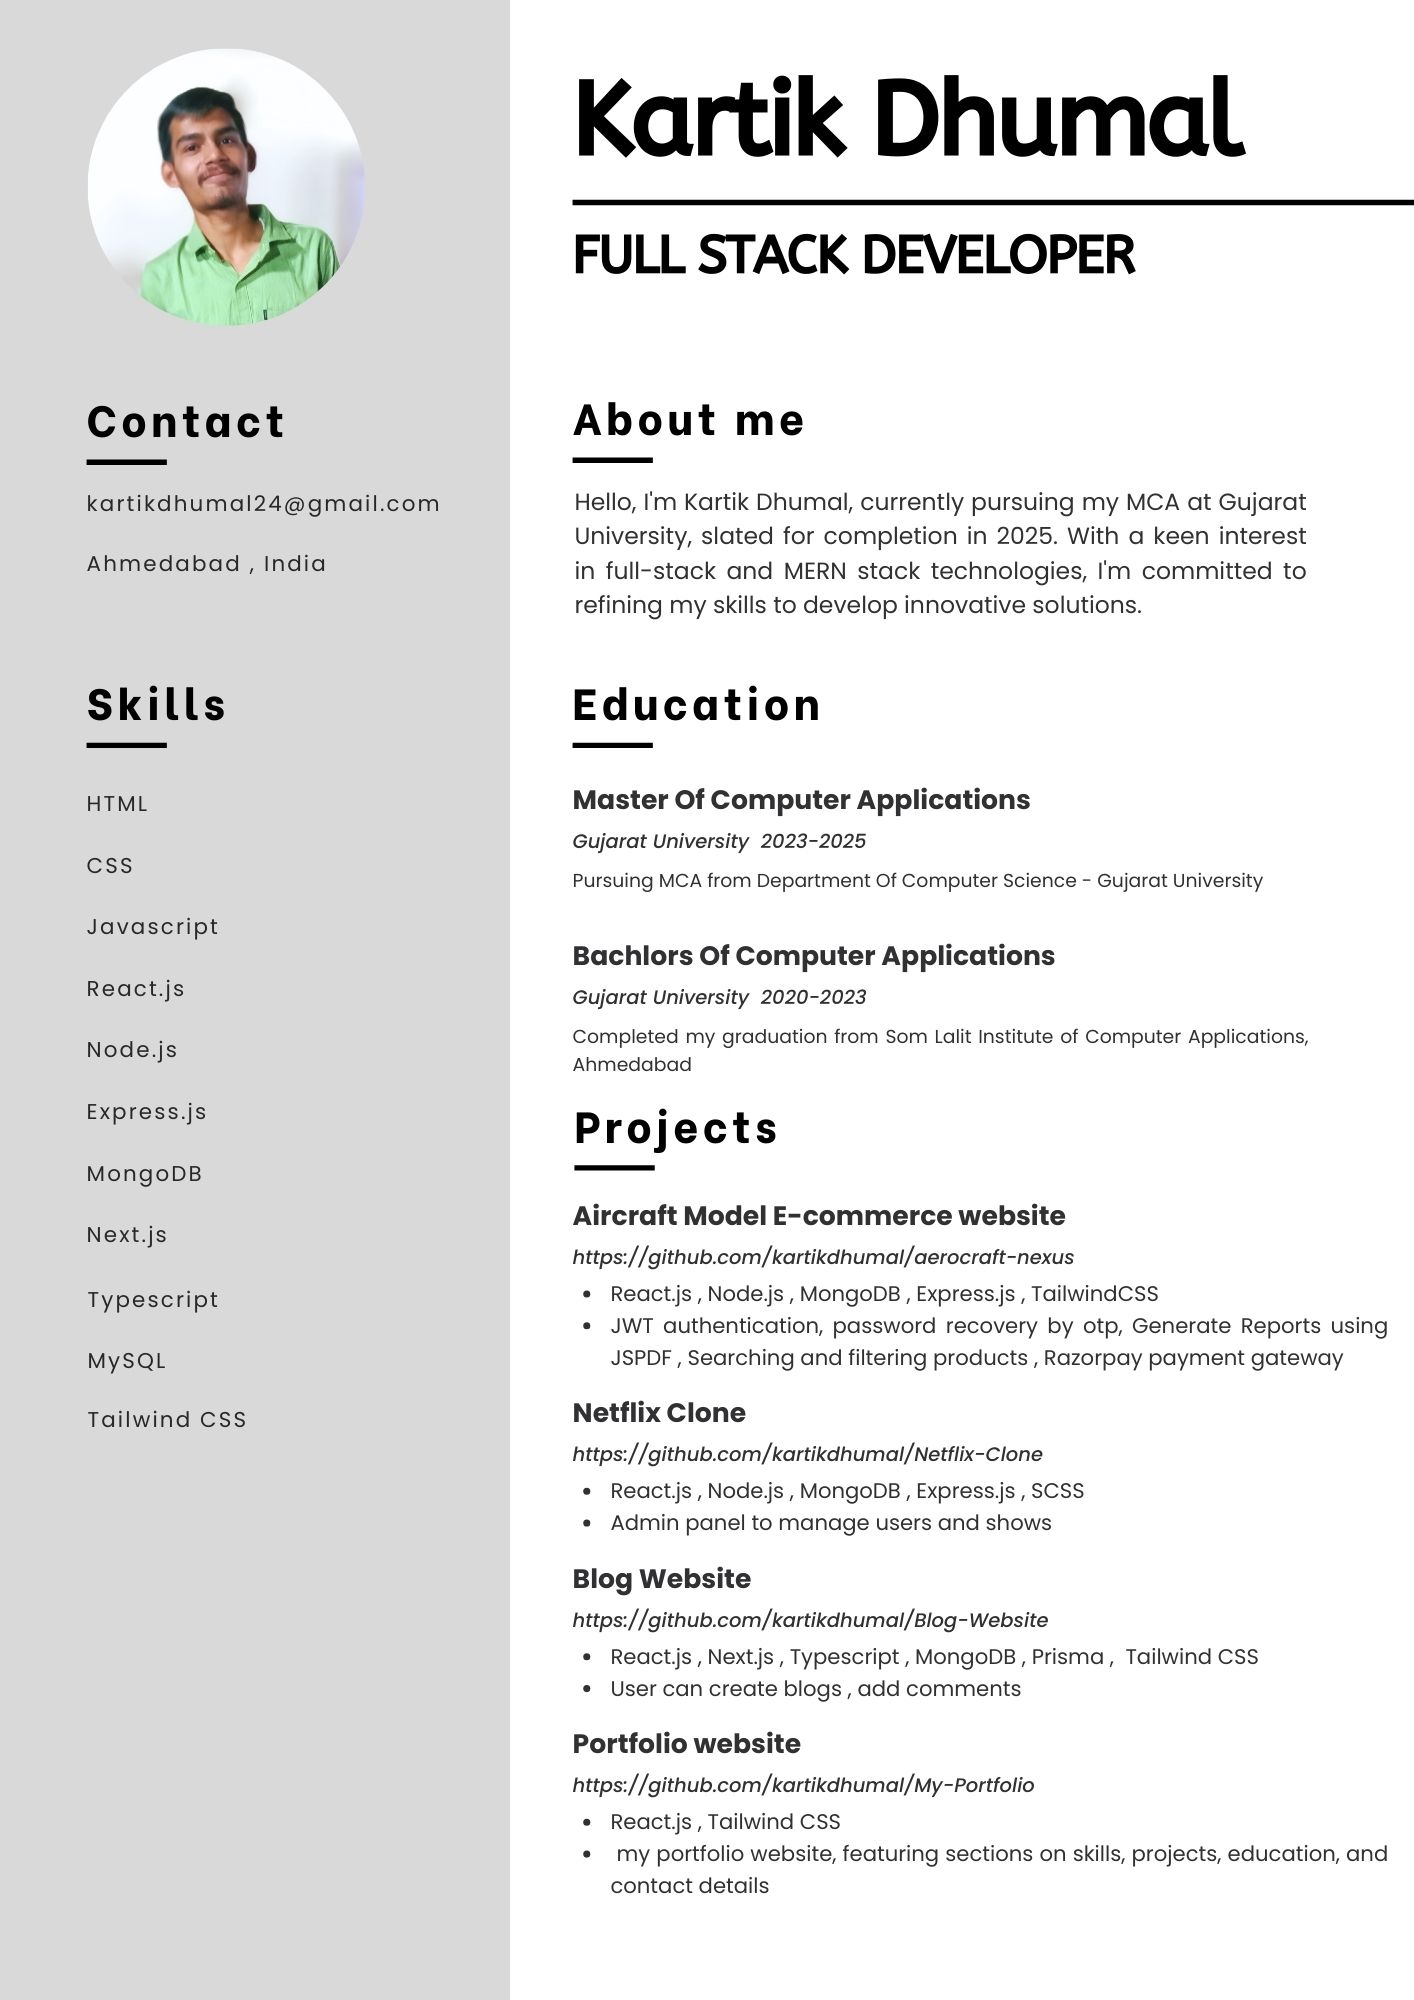 Kartik Dhumal
FULL STACK DEVELOPER
Contact
kartikdhumal24@gmail.com
Ahmedabad , India
Skills
HTML
CSS
Javascript
React.js
Node.js
Express.js
MongoDB
Next.js
Typescript
MySQL
Tailwind CSS
About me
Hello, I'm Kartik Dhumal, currently pursuing my MCA at Gujarat
University, slated for completion in 2025. With a keen interest
in full-stack and MERN stack technologies, I'm committed to
refining my skills to develop innovative solutions.
Education
Master Of Computer Applications
Gujarat University 2023-2025
Pursuing MCA from Department Of Computer Science - Gujarat University
Bachlors Of Computer Applications
Gujarat University 2020-2023
Completed my graduation from Som Lalit Institute of Computer Applications,
Ahmedabad
Projects
Aircraft Model E-commerce website
https://github.com/kartikdhumal/aerocraft-nexus
• React.js , Node.js , MongoDB , Express.js , TailwindCSS
• JWT authentication, password recovery by otp, Generate Reports using
JSPDF , Searching and filtering products , Razorpay payment gateway
Netflix Clone
https://github.com/kartikdhumal/Netflix-Clone
• React.js , Node.js , MongoDB , Express.js , SCSS
• Admin panel to manage users and shows
Blog Website
https://github.com/kartikdhumal/Blog-Website
• React.js , Next.js , Typescript , MongoDB , Prisma , Tailwind CSS
• User can create blogs , add comments
Portfolio website
https://github.com/kartikdhumal/My-Portfolio
• React.js , Tailwind CSS
• my portfolio website, featuring sections on skills, projects, education, and
contact details